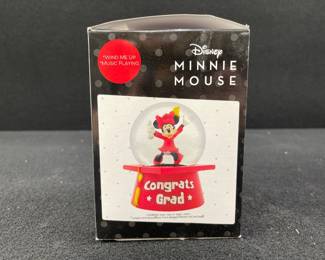 *WIND ME UP
*MUSIC PLAYING
Disney
MINNIE
MOUSE
Congrats
Grad